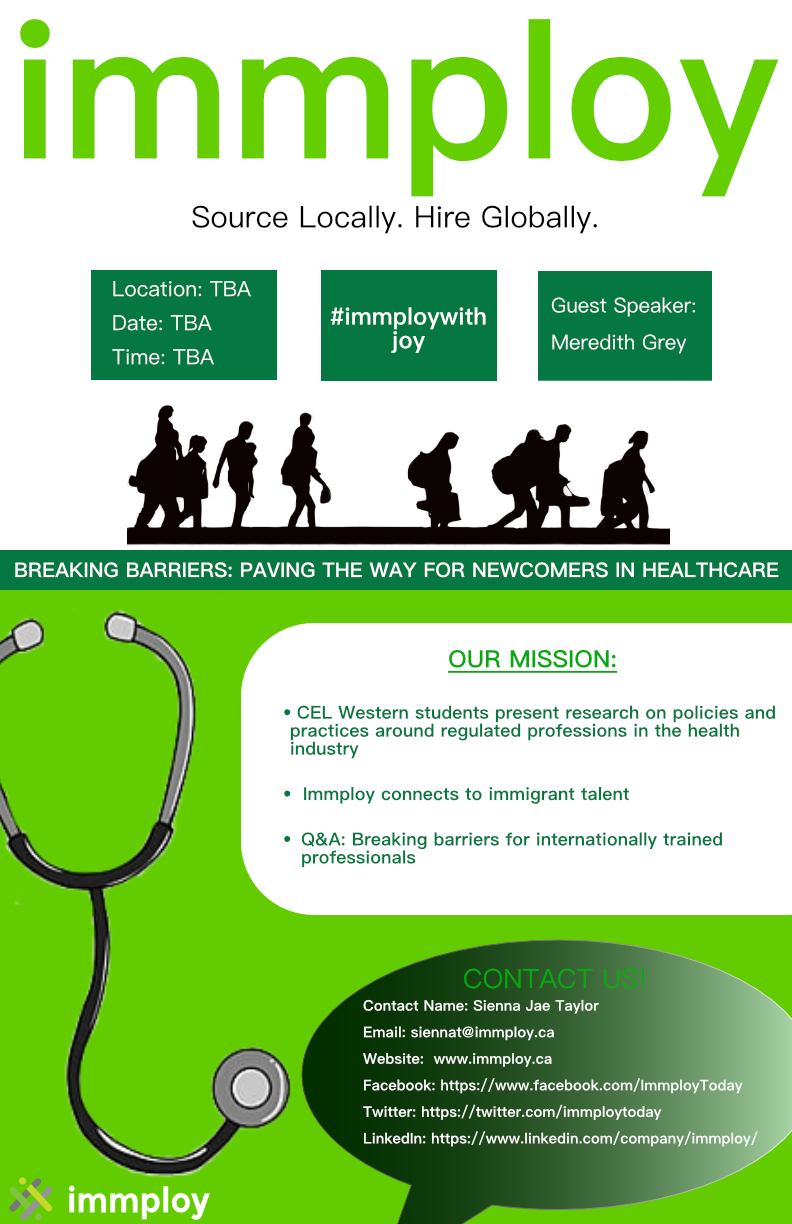 immploy
Source Locally. Hire Globally.
Location: TBA
Date: TBA
Time: TBA
#immploywith
joy
Guest Speaker:
Meredith Grey
BREAKING BARRIERS: PAVING THE WAY FOR NEWCOMERS IN HEALTHCARE
OUR MISSION:
• CEL Western students present research on policies and
practices around regulated professions in the health
industry
• Immploy connects to immigrant talent
• Q&A: Breaking barriers for internationally trained
professionals
CONTACT US!
Contact Name: Sienna Jae Taylor
Email: siennat@immploy.ca
Website: www.immploy.ca
Facebook: https://www.facebook.com/ImmployToday
Twitter: https://twitter.com/immploytoday
LinkedIn: https://www.linkedin.com/company/immploy/
immploy